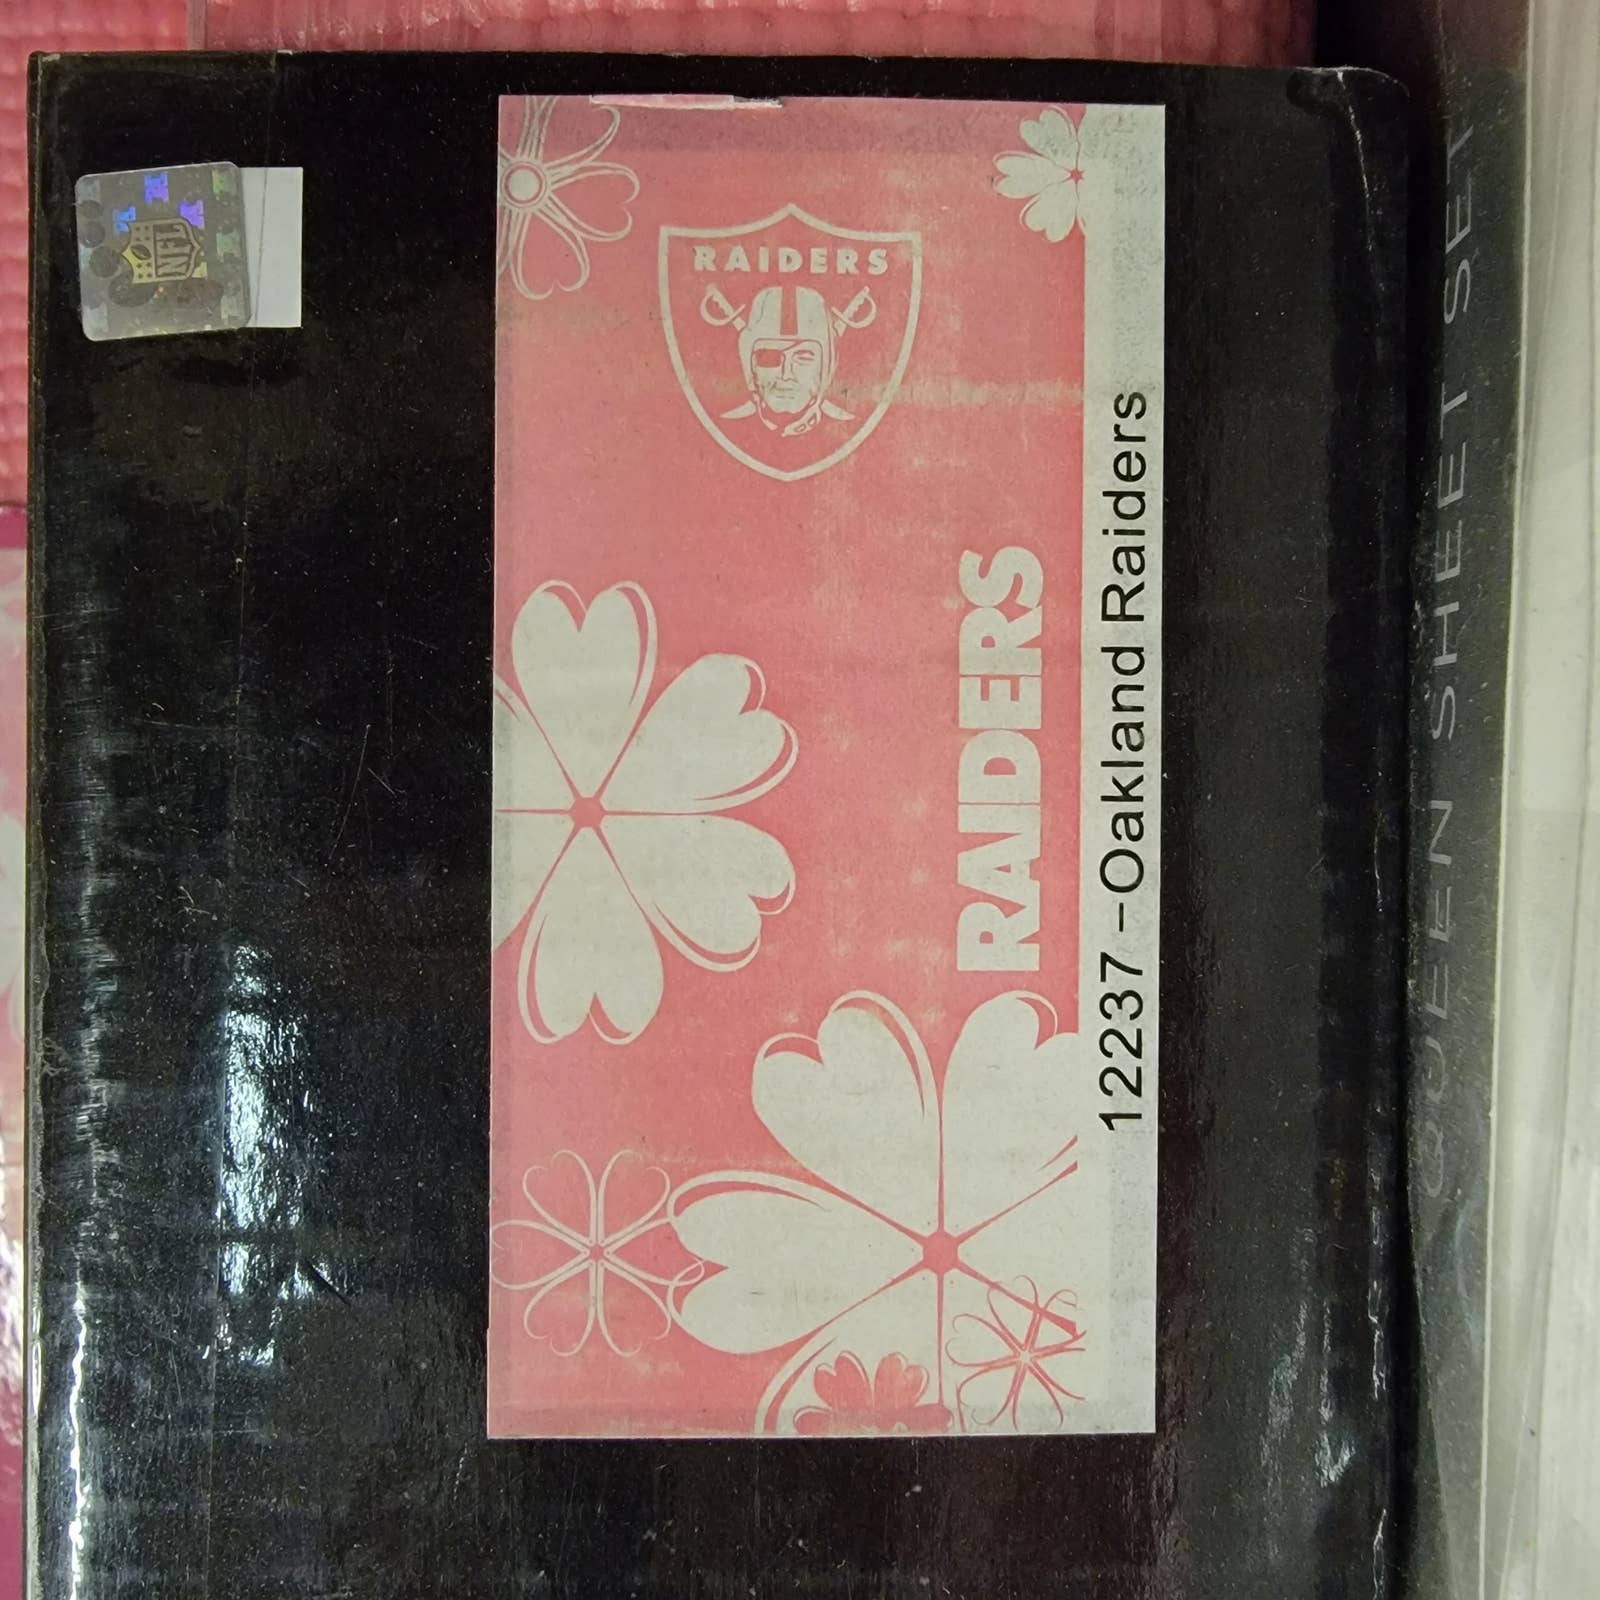 NFL
RAIDERS
RAIDERS
12237 – Oakland Raiders
QUEEN SHEET SET